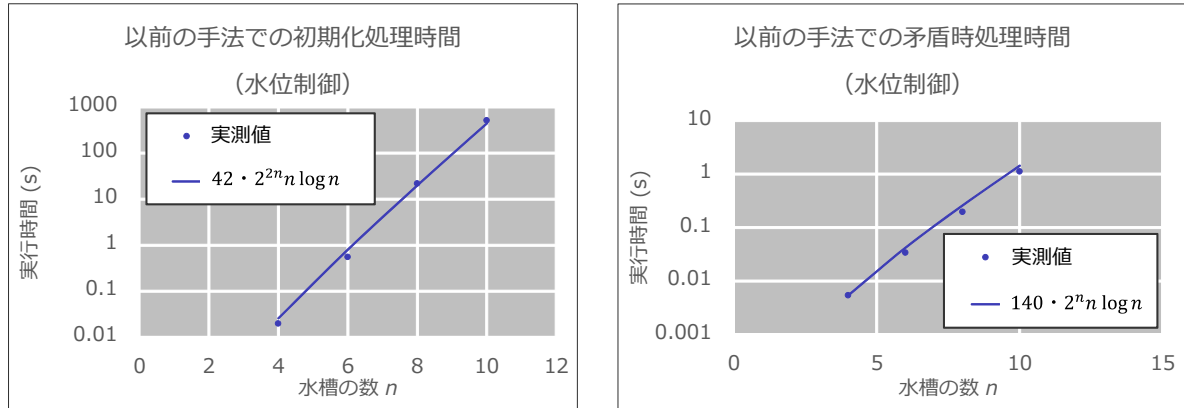 以前の手法での初期化処理時間
（水位制御）
1000
100
10
1
0.1
0.01
実行時間 (s)
実測値
42・2²ⁿn log n
0 2 4 6 8 10 12
水槽の数 n
以前の手法での矛盾時処理時間
（水位制御）
10
1
0.1
0.01
0.001
実行時間 (s)
実測値
140・2ⁿn log n
0 5 10 15
水槽の数 n